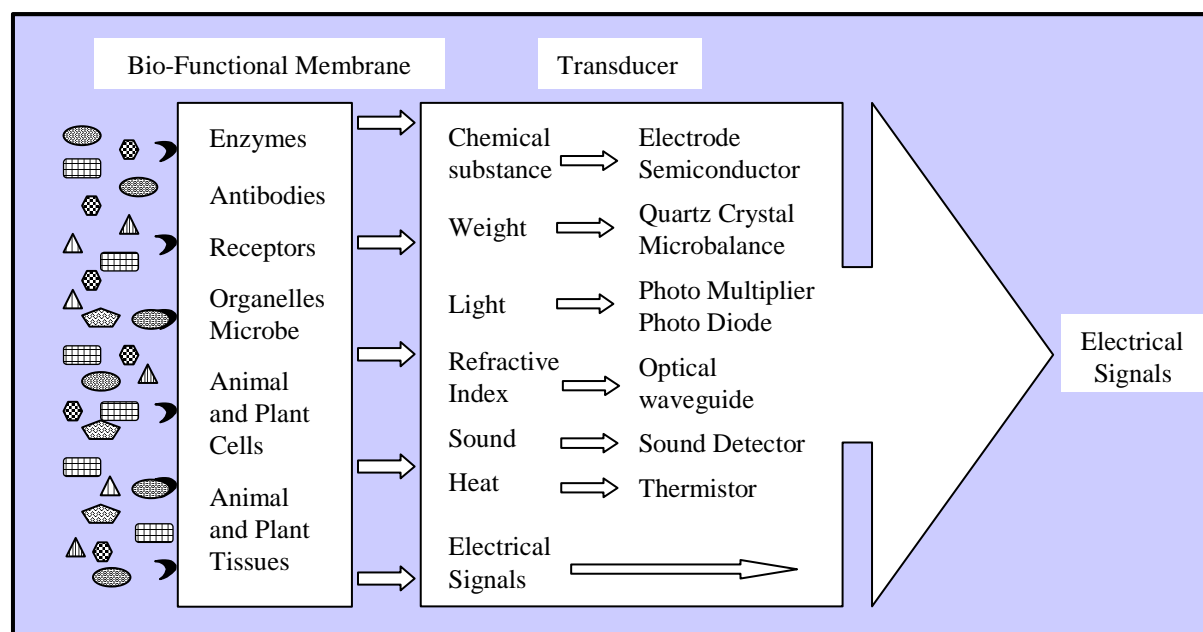 Bio-Functional Membrane
Transducer
Enzymes
Antibodies
Receptors
Organelles
Microbe
Animal
and Plant
Cells
Animal
and Plant
Tissues
Chemical
substance
Electrode
Semiconductor
Weight
Quartz Crystal
Microbalance
Light
Photo Multiplier
Photo Diode
Refractive
Index
Optical
waveguide
Sound
Sound Detector
Heat
Thermistor
Electrical
Signals
Electrical
Signals